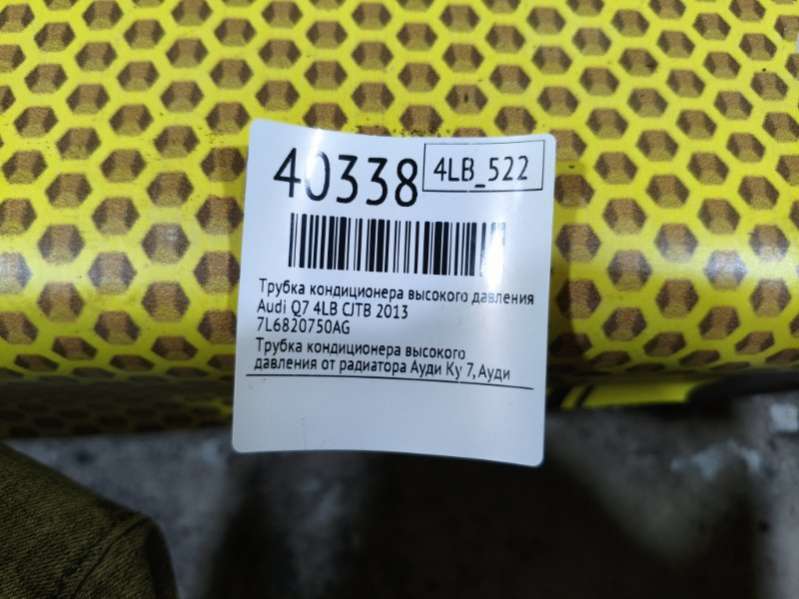 40338
4LB_522
Трубка кондиционера высокого давления
Audi Q7 4LB CJTB 2013
7L6820750AG
Трубка кондиционера высокого
давления от радиатора Ауди Ку 7, Ауди